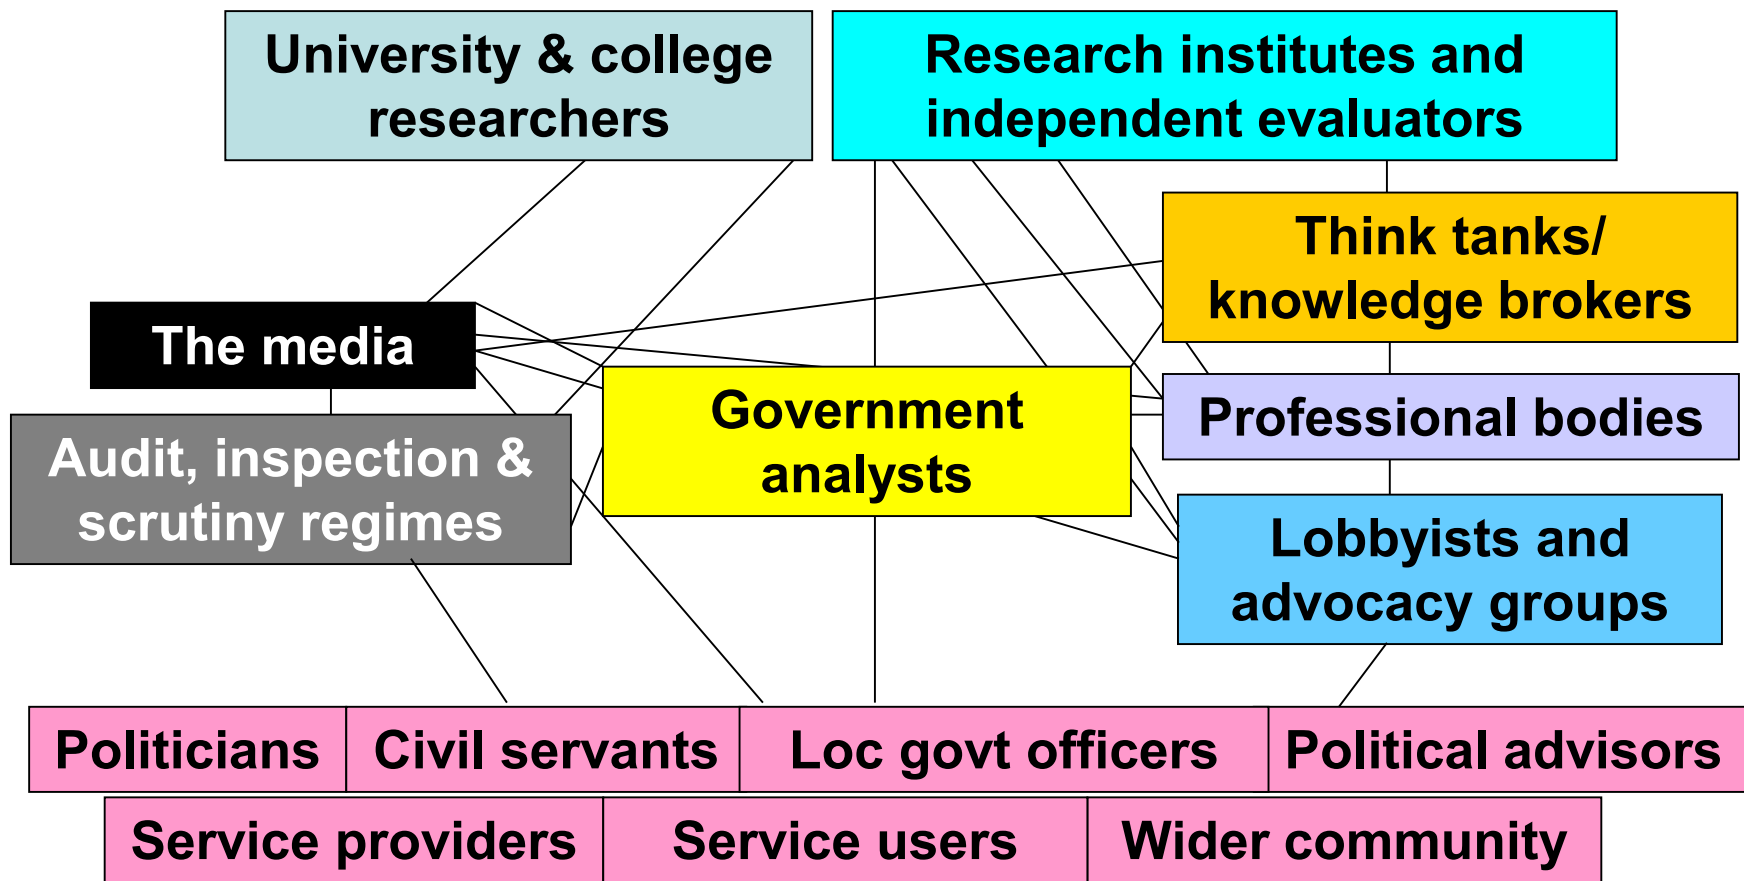 University & college
researchers
Research institutes and
independent evaluators
Think tanks/
knowledge brokers
The media
Government
analysts
Professional bodies
Audit, inspection &
scrutiny regimes
Lobbyists and
advocacy groups
Politicians
Civil servants
Loc govt officers
Political advisors
Service providers
Service users
Wider community